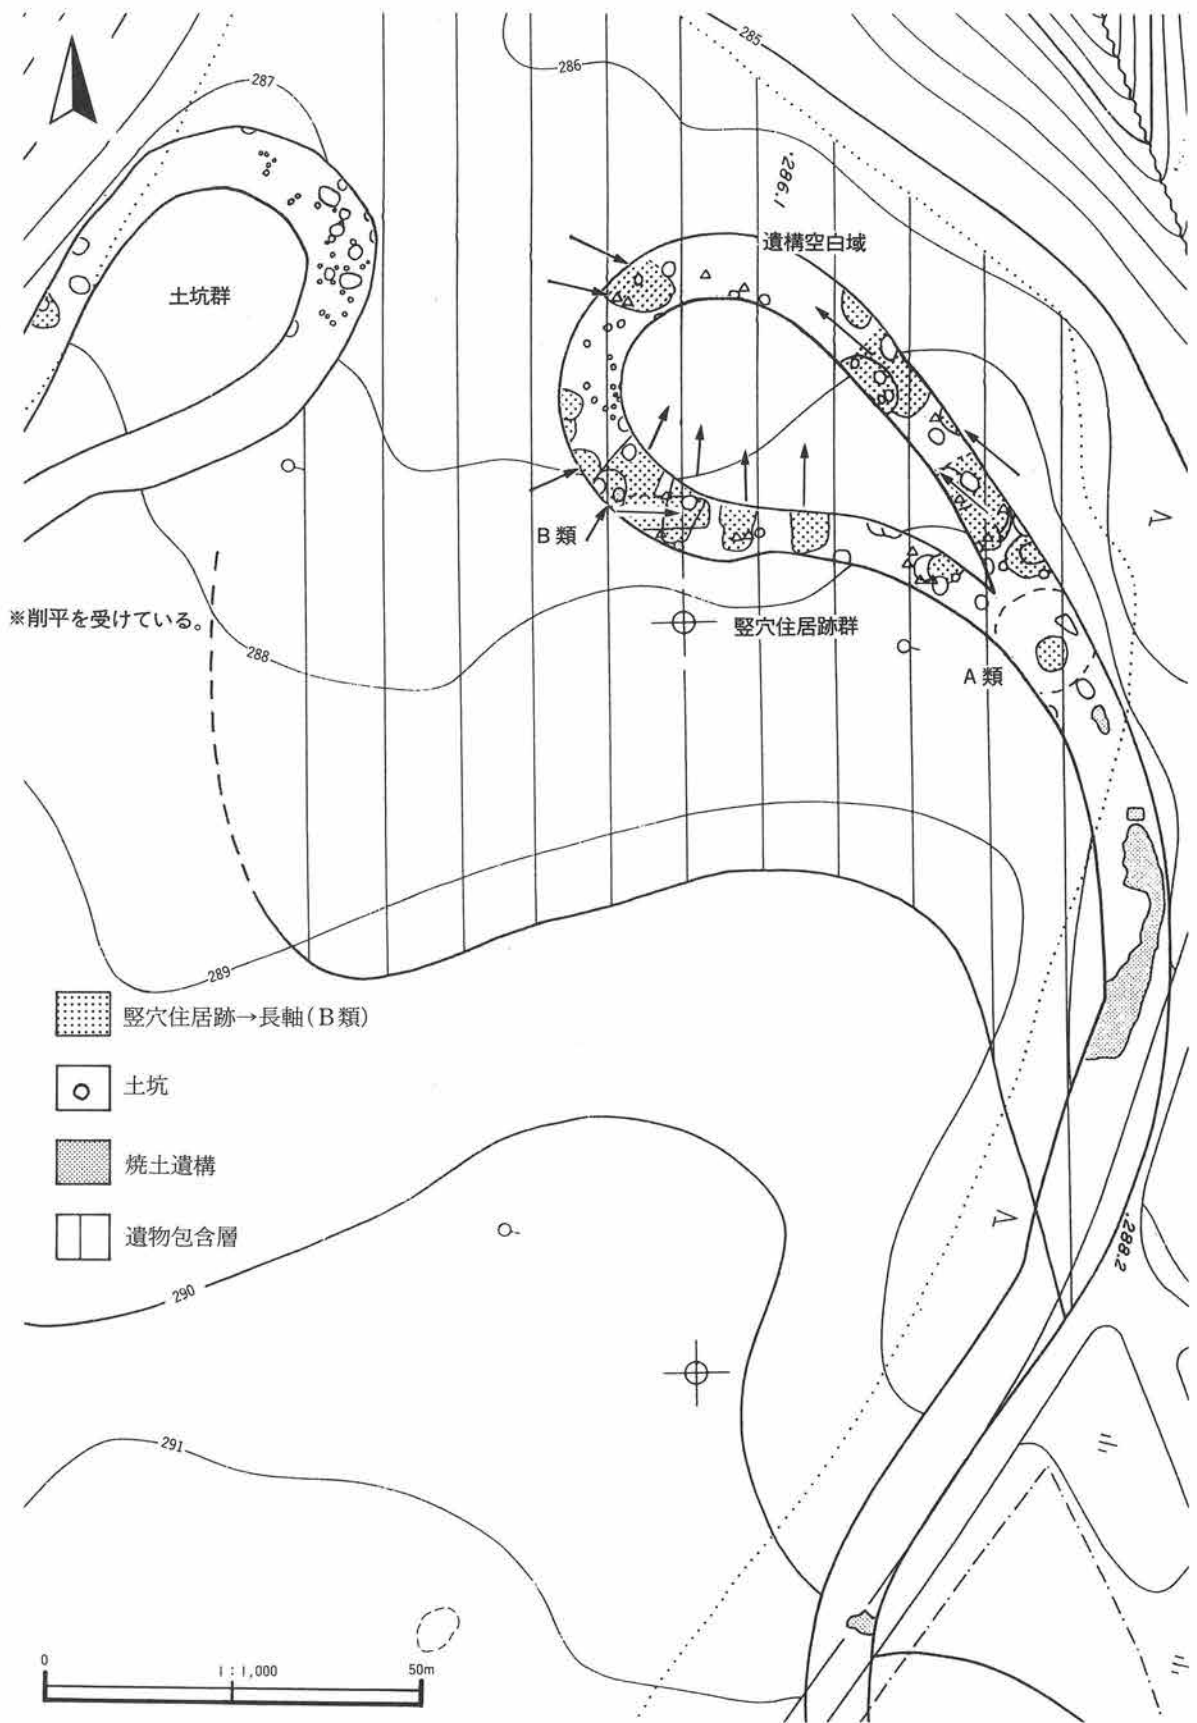 285
286
287
286.1
遺構空白域
土坑群
B類
※削平を受けている。
288
竪穴住居跡群
A類
289
竪穴住居跡→長軸(B類)
土坑
焼土遺構
遺物包含層
288.2
290
291
0
1:1,000
50m